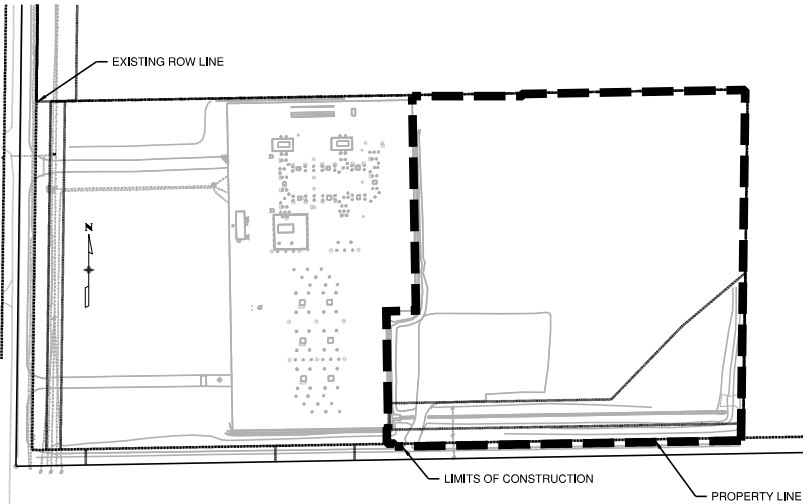 EXISTING ROW LINE
N
LIMITS OF CONSTRUCTION
PROPERTY LINE